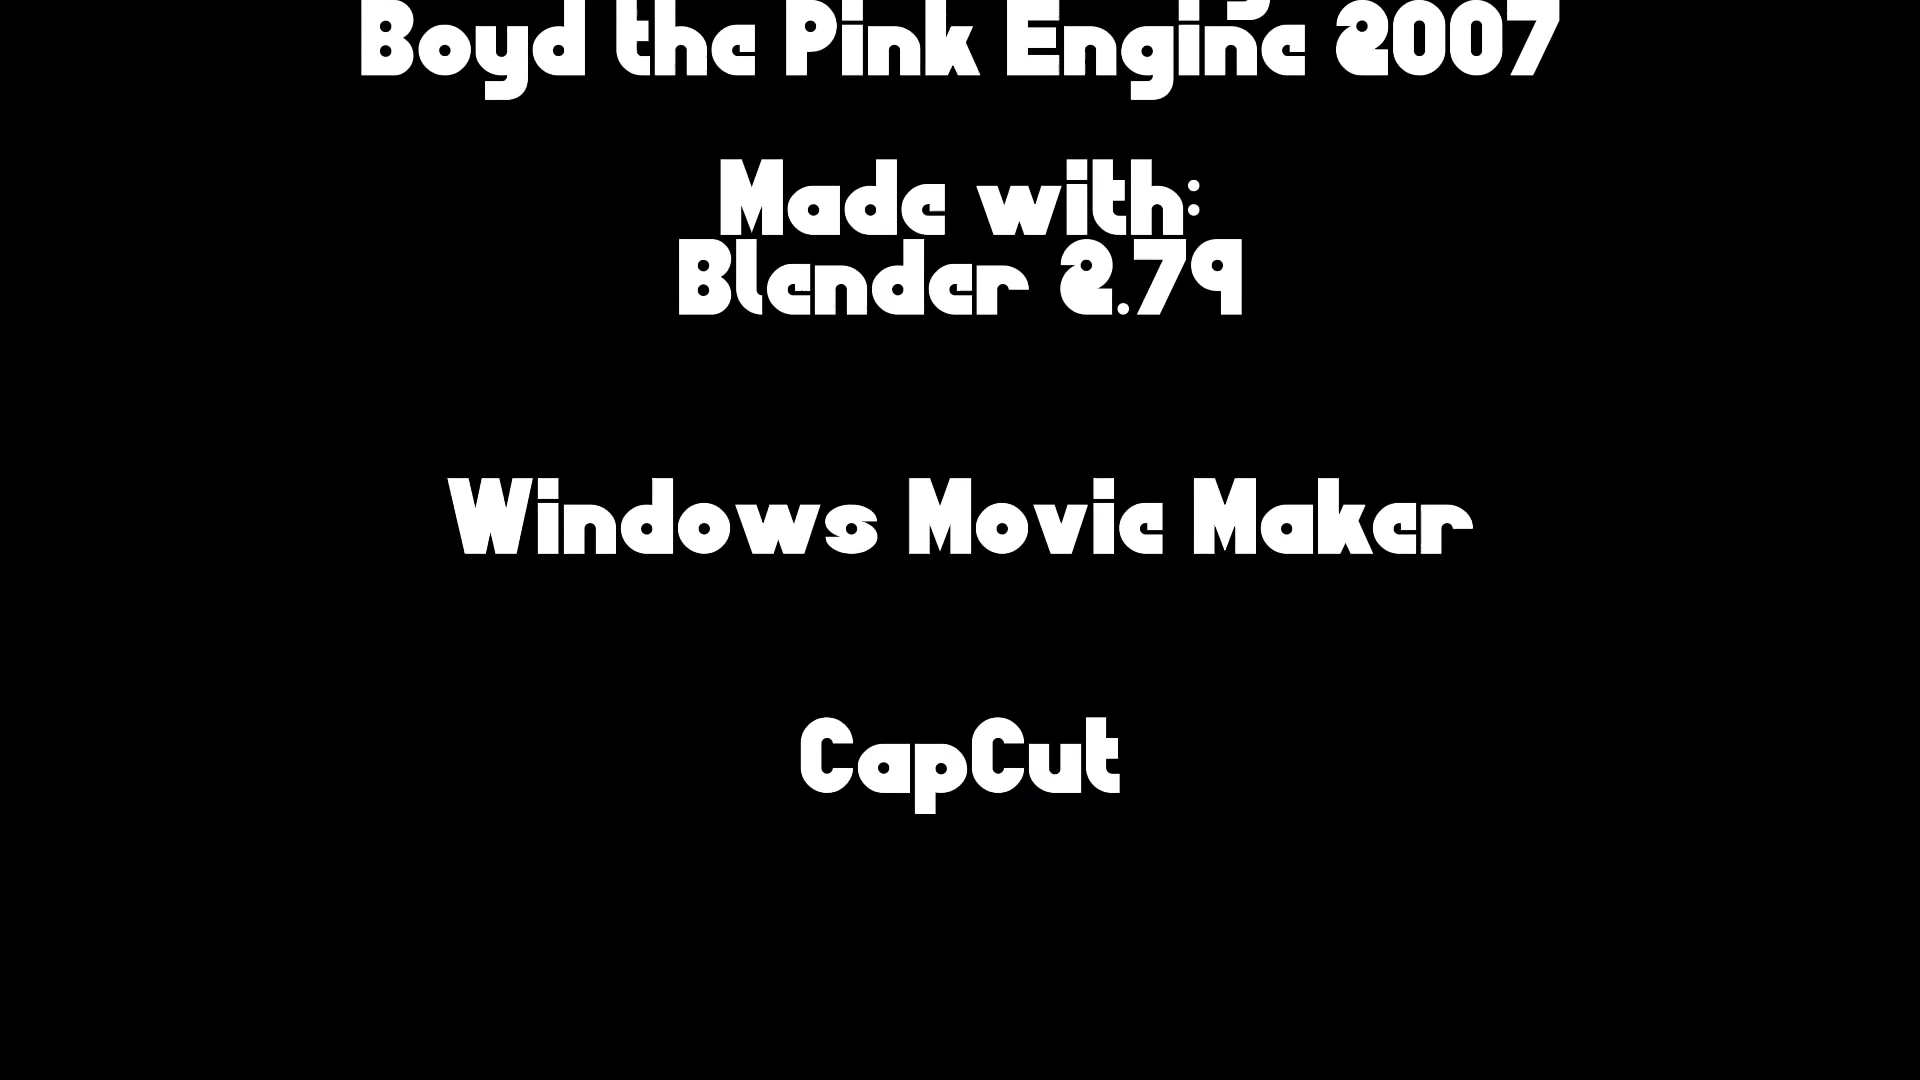 Boyd the Pink Engine 2007
Made with:
Blender 2.79
Windows Movie Maker
CapCut